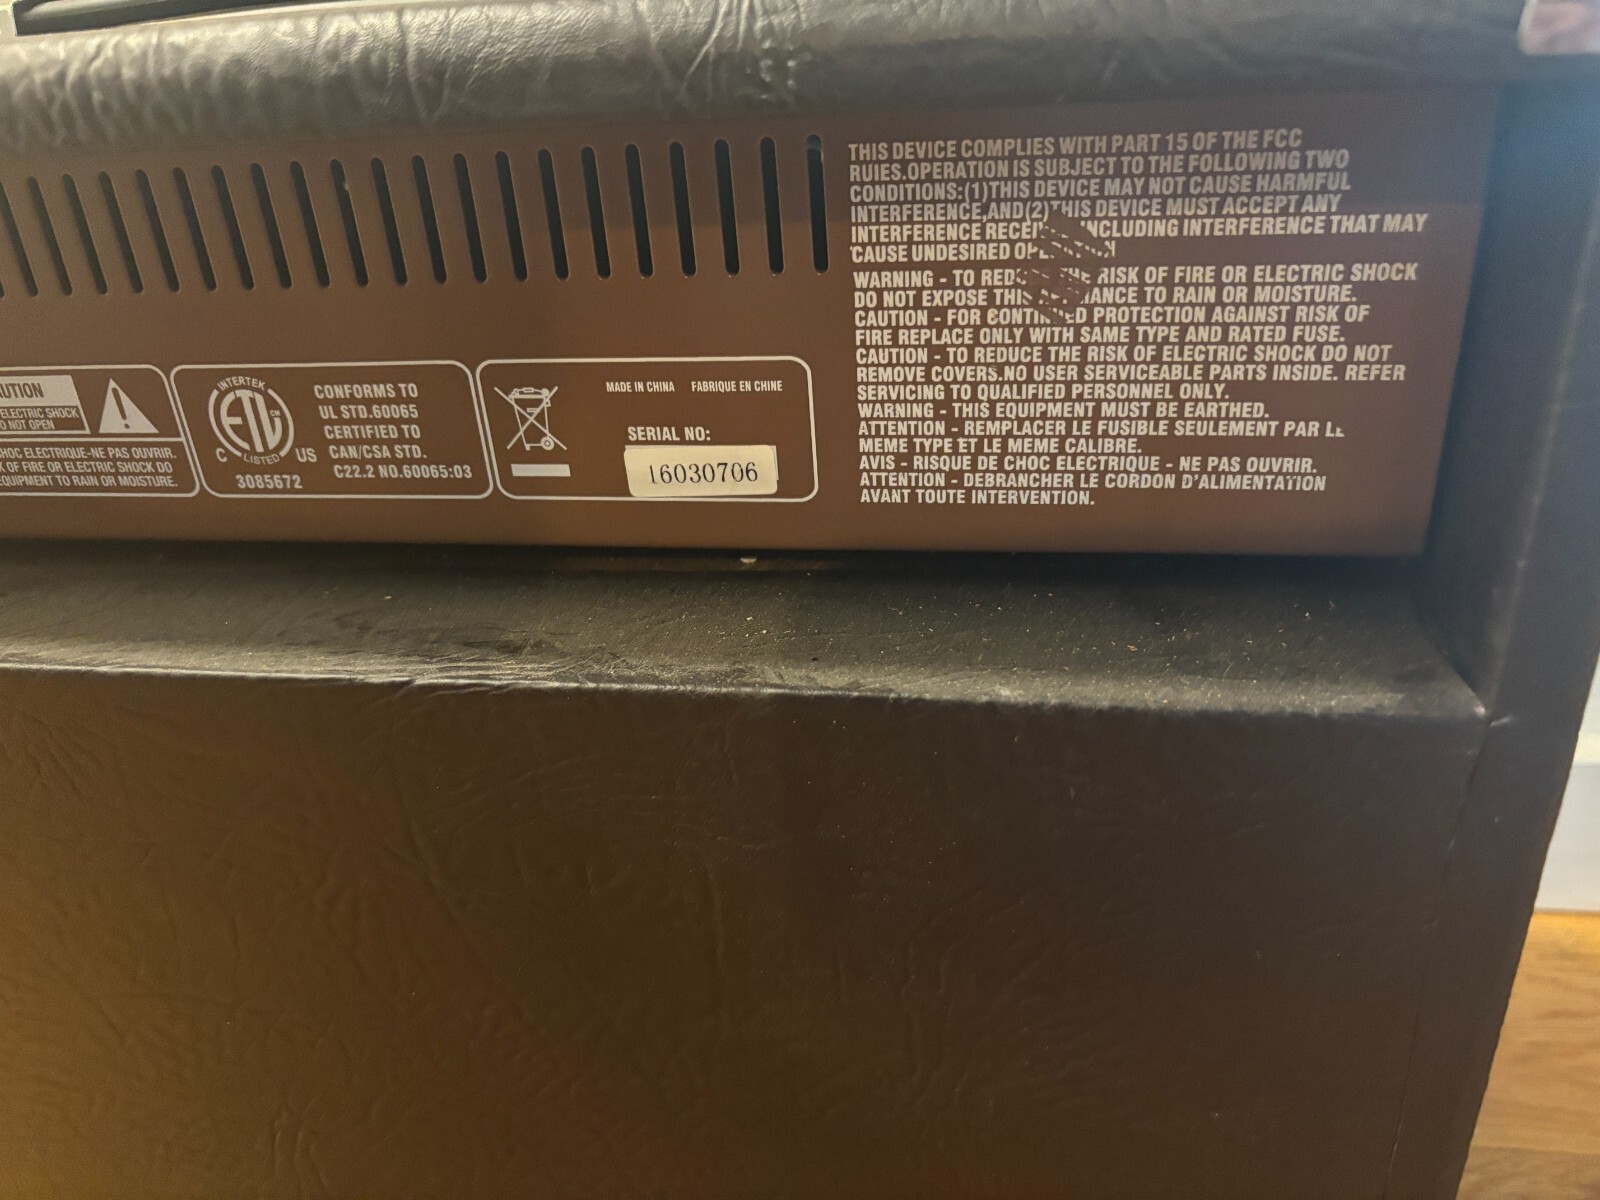 THIS DEVICE COMPLIES WITH PART 15 OF THE FCC
RUIES.OPERATION IS SUBJECT TO THE FOLLOWING TWO
CONDITIONS:(1)THIS DEVICE MAY NOT CAUSE HARMFUL
INTERFERENCE,AND(2)THIS DEVICE MUST ACCEPT ANY
INTERFERENCE INCLUDING INTERFERENCE THAT MAY
CAUSE UNDESIRED
WARNING - TO RISK OF FIRE OR ELECTRIC SHOCK
DO NOT EXPOSE THIS TO RAIN OR MOISTURE.
CAUTION - FOR CONTINUED PROTECTION AGAINST RISK OF
FIRE REPLACE ONLY WITH SAME TYPE AND RATED FUSE.
CAUTION - TO REDUCE THE RISK OF ELECTRIC SHOCK DO NOT
REMOVE COVERS.NO USER SERVICEABLE PARTS INSIDE. REFER
SERVICING TO QUALIFIED PERSONNEL ONLY.
WARNING - THIS EQUIPMENT MUST BE EARTHED.
ATTENTION - REMPLACER LE FUSIBLE SEULEMENT PAR LE
MEME TYPE ET LE MEME CALIBRE.
AVIS - RISQUE DE CHOC ELECTRIQUE - NE PAS OUVRIR.
ATTENTION - DEBRANCHER LE CORDON D'ALIMENTATION
AVANT TOUTE INTERVENTION.
ELECTRIC SHOCK
NOT OPEN
ELECTRIQUE-NE PAS OUVRIR.
OF FIRE OR ELECTRIC SHOCK DO
TO RAIN OR MOISTURE.
INTERTEK
ETL CM
C LISTED US
3085672
CONFORMS TO
UL STD.60065
CERTIFIED TO
CAN/CSA STD.
C22.2 NO.60065:03
MADE IN CHINA FABRIQUE EN CHINE
SERIAL NO:
16030706